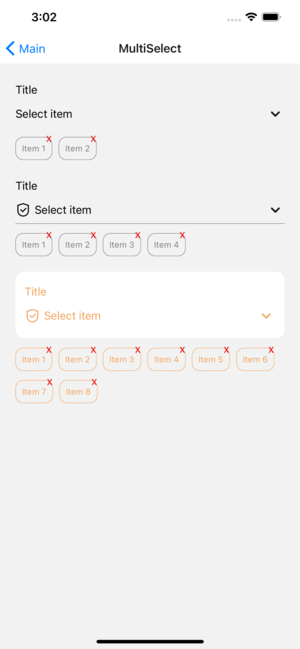 3:02
Main MultiSelect
Title
Select item
Item 1 X Item 2 X
Title
Select item
Item 1 X Item 2 X Item 3 X Item 4 X
Title
Select item
Item 1 X Item 2 X Item 3 X Item 4 X Item 5 X Item 6 X
Item 7 X Item 8 X